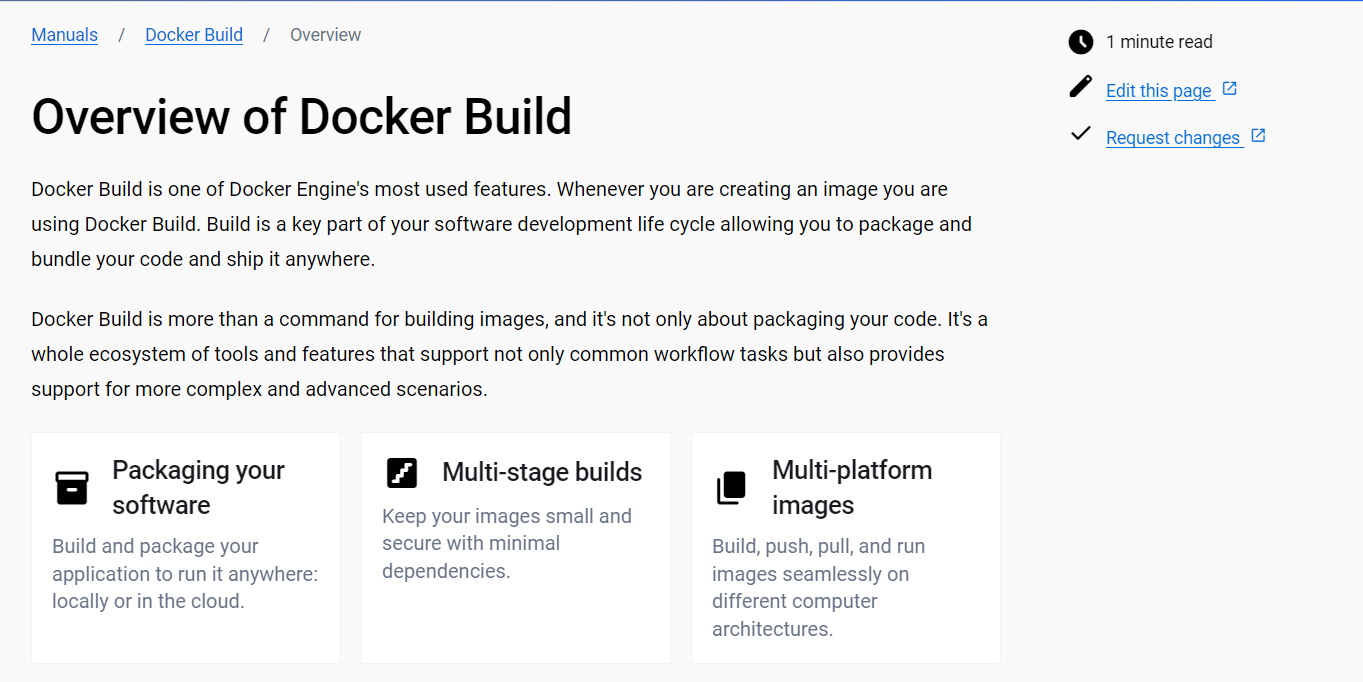 Manuals / Docker Build / Overview
1 minute read
Edit this page
Request changes
Overview of Docker Build
Docker Build is one of Docker Engine's most used features. Whenever you are creating an image you are
using Docker Build. Build is a key part of your software development life cycle allowing you to package and
bundle your code and ship it anywhere.
Docker Build is more than a command for building images, and it's not only about packaging your code. It's a
whole ecosystem of tools and features that support not only common workflow tasks but also provides
support for more complex and advanced scenarios.
Packaging your
software
Build and package your
application to run it anywhere:
locally or in the cloud.
Multi-stage builds
Keep your images small and
secure with minimal
dependencies.
Multi-platform
images
Build, push, pull, and run
images seamlessly on
different computer
architectures.